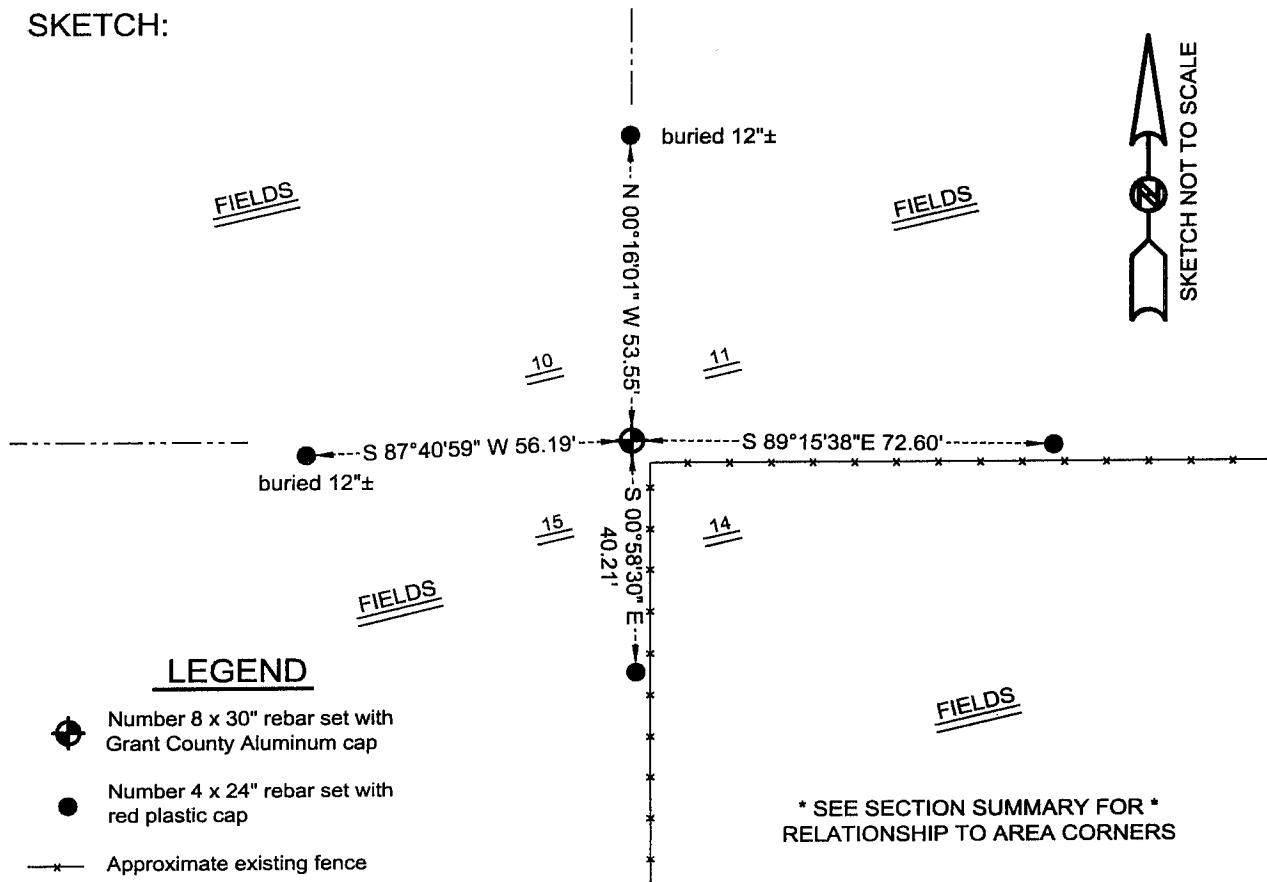 SKETCH:
buried 12"±
SKETCH NOT TO SCALE
FIELDS
FIELDS
N 00°16'01" W 53.55'
10
11
S 87°40'59" W 56.19'
S 89°15'38"E 72.60'
buried 12"±
15
14
S 00°58'30" E
40.21'
FIELDS
LEGEND
Number 8 x 30" rebar set with
Grant County Aluminum cap
Number 4 x 24" rebar set with
red plastic cap
Approximate existing fence
FIELDS
* SEE SECTION SUMMARY FOR *
RELATIONSHIP TO AREA CORNERS
N